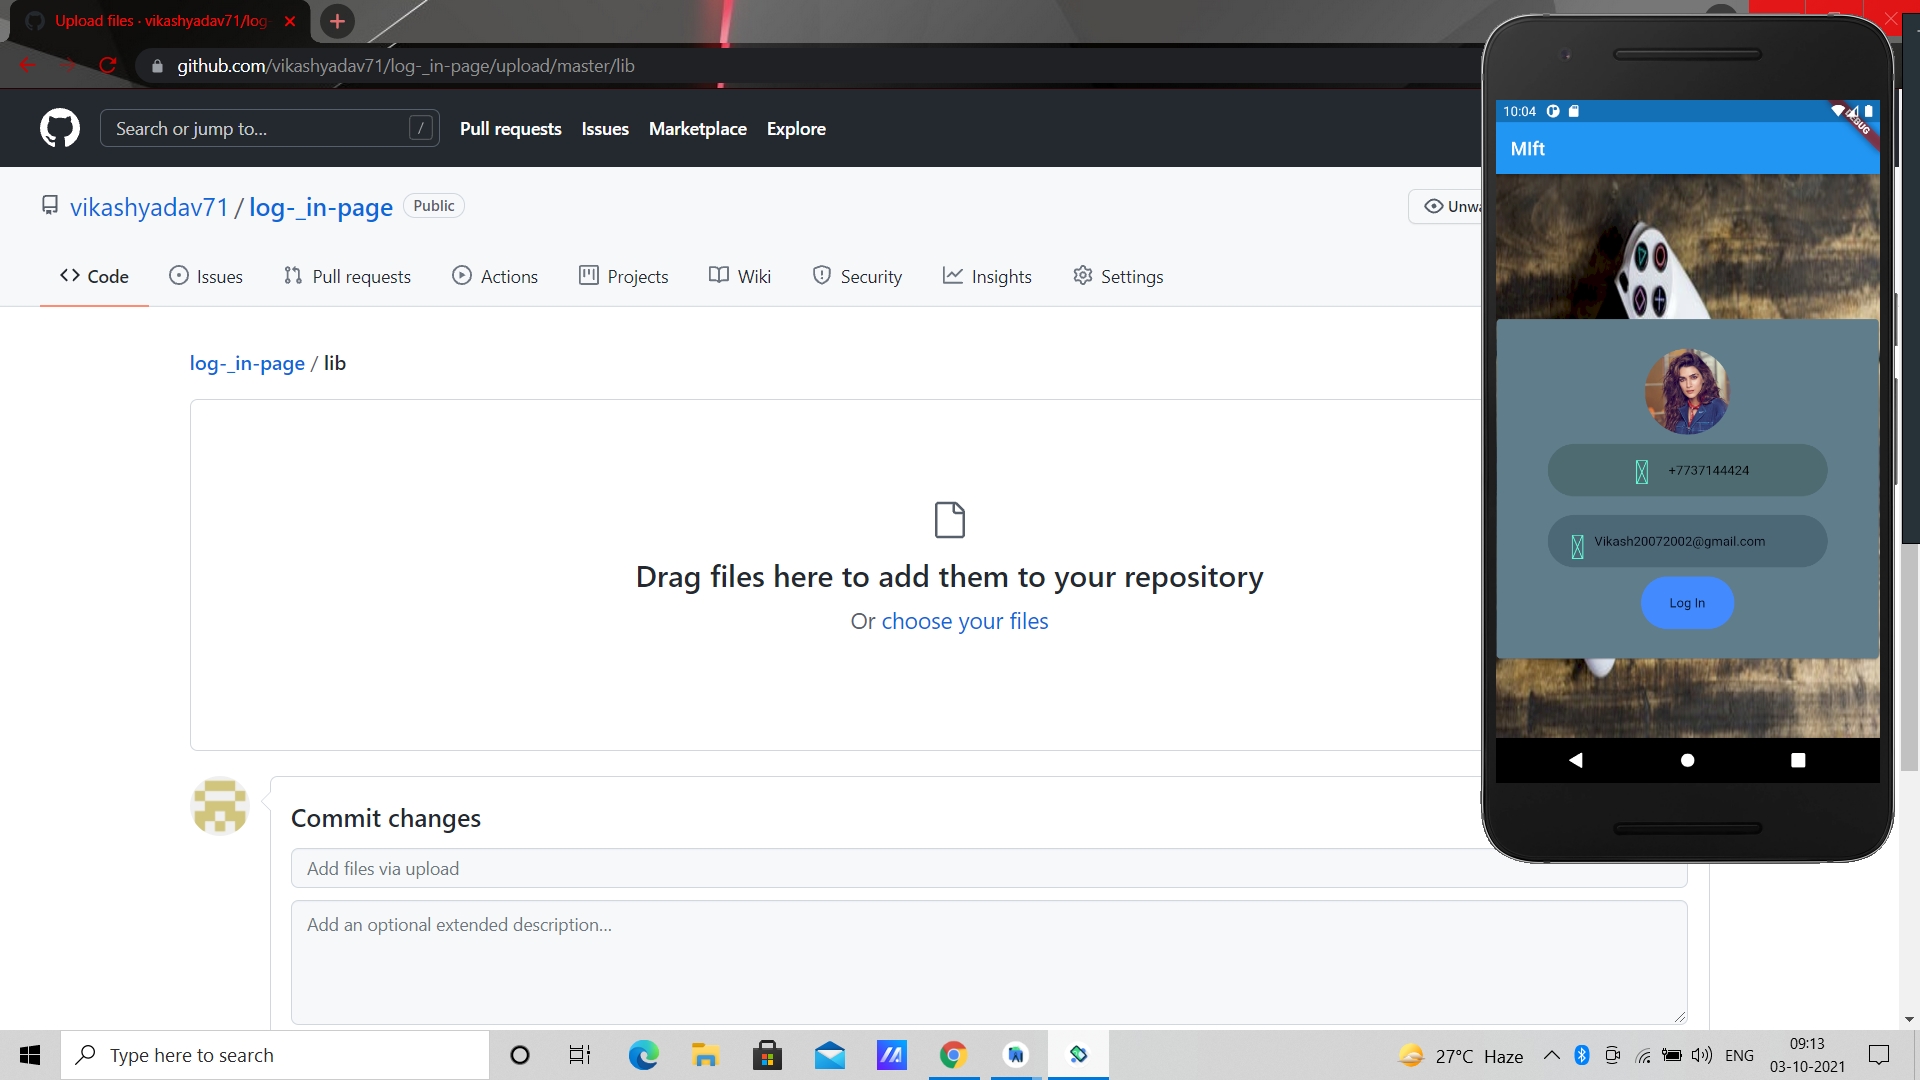 Upload files · vikashyadav71/log-
github.com/vikashyadav71/log-_in-page/upload/master/lib
Search or jump to... /
Pull requests Issues Marketplace Explore
vikashyadav71 / log-_in-page Public
Unwa
Code Issues Pull requests Actions Projects Wiki Security Insights Settings
log-_in-page / lib
Drag files here to add them to your repository
Or choose your files
Commit changes
Add files via upload
Add an optional extended description...
10:04
DEBUG
MIft
+7737144424
Vikash20072002@gmail.com
Log In
Type here to search
27°C Haze
ENG
09:13
03-10-2021